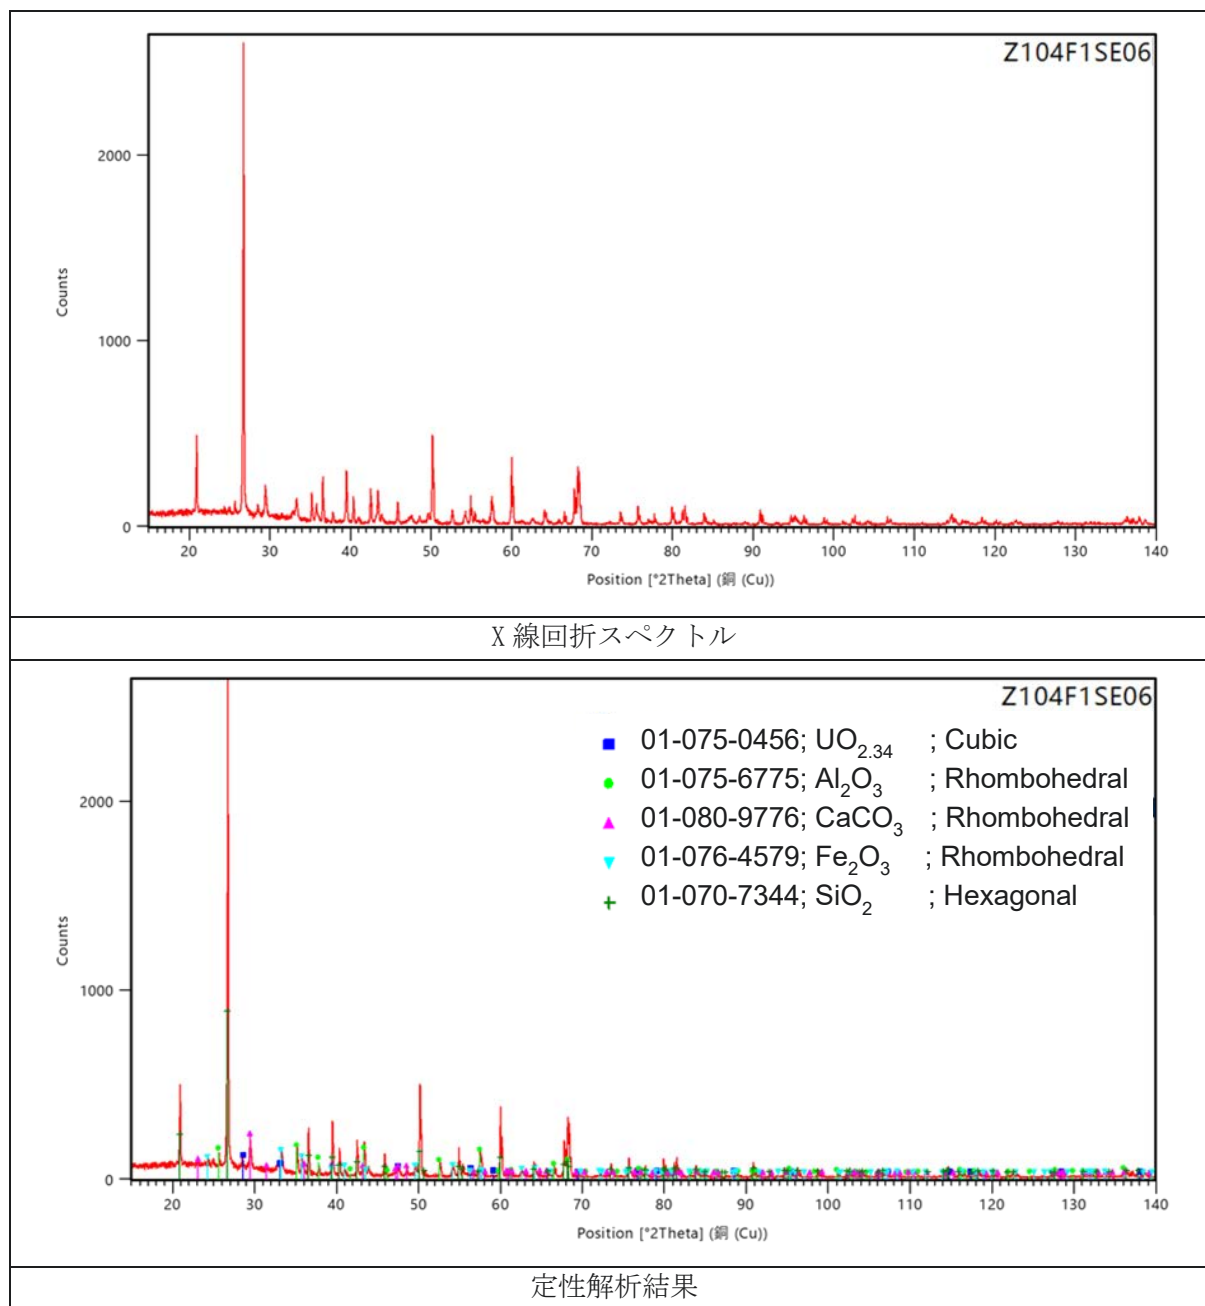 Z104F1SE06
2000
1000
0
Counts
20 30 40 50 60 70 80 90 100 110 120 130 140
Position [°2Theta] (銅 (Cu))
X 線回折スペクトル
Z104F1SE06
01-075-0456; UO2.34 ; Cubic
01-075-6775; Al2O3 ; Rhombohedral
01-080-9776; CaCO3 ; Rhombohedral
01-076-4579; Fe2O3 ; Rhombohedral
01-070-7344; SiO2 ; Hexagonal
2000
1000
0
Counts
20 30 40 50 60 70 80 90 100 110 120 130 140
Position [°2Theta] (銅 (Cu))
定性解析結果